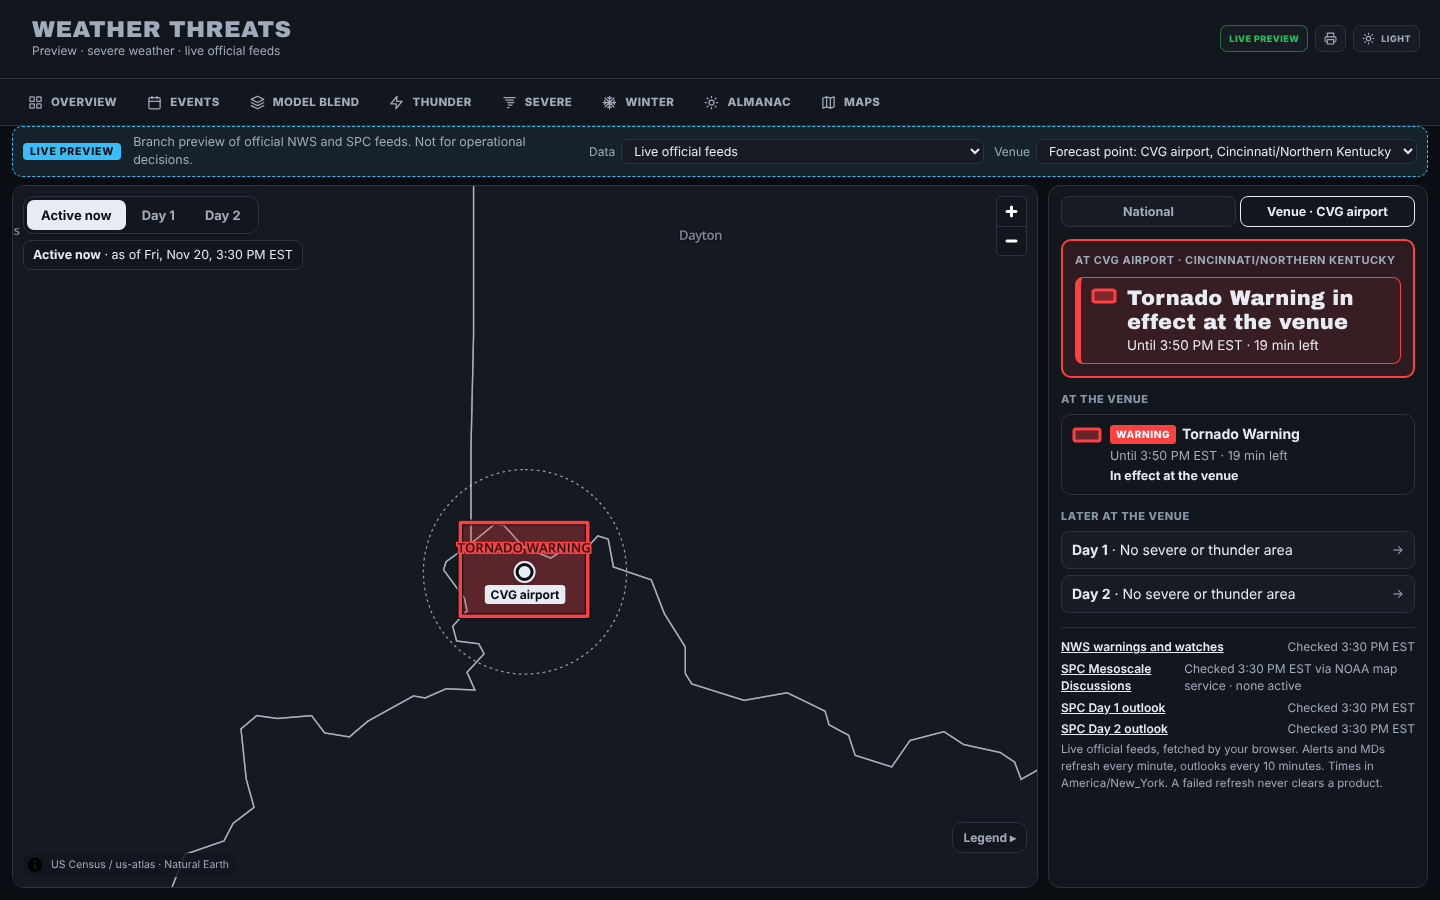 WEATHER THREATS
Preview · severe weather · live official feeds
LIVE PREVIEW
LIGHT
OVERVIEW
EVENTS
MODEL BLEND
THUNDER
SEVERE
WINTER
ALMANAC
MAPS
LIVE PREVIEW
Branch preview of official NWS and SPC feeds. Not for operational
decisions.
Data
Live official feeds
Venue
Forecast point: CVG airport, Cincinnati/Northern Kentucky
Active now
Day 1
Day 2
Active now · as of Fri, Nov 20, 3:30 PM EST
s
Dayton
+
−
TORNADO WARNING
CVG airport
Legend ▸
US Census / us-atlas · Natural Earth
National
Venue · CVG airport
AT CVG AIRPORT · CINCINNATI/NORTHERN KENTUCKY
Tornado Warning in
effect at the venue
Until 3:50 PM EST · 19 min left
AT THE VENUE
WARNING Tornado Warning
Until 3:50 PM EST · 19 min left
In effect at the venue
LATER AT THE VENUE
Day 1 · No severe or thunder area →
Day 2 · No severe or thunder area →
NWS warnings and watches Checked 3:30 PM EST
SPC Mesoscale
Discussions
Checked 3:30 PM EST via NOAA map
service · none active
SPC Day 1 outlook Checked 3:30 PM EST
SPC Day 2 outlook Checked 3:30 PM EST
Live official feeds, fetched by your browser. Alerts and MDs
refresh every minute, outlooks every 10 minutes. Times in
America/New_York. A failed refresh never clears a product.